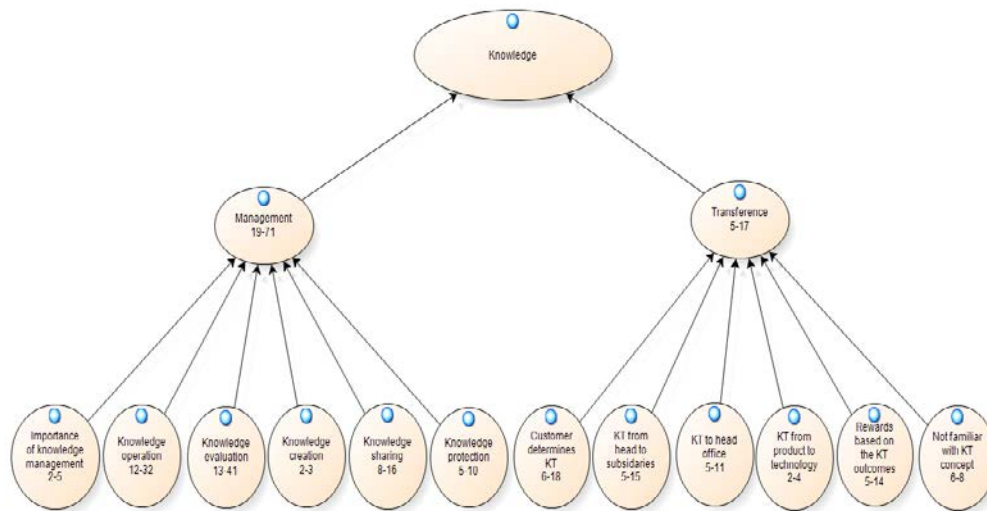 Knowledge
Management
19-71
Transference
5-17
Importance
of knowledge
management
2-5
Knowledge
operation
12-32
Knowledge
evaluation
13-41
Knowledge
creation
2-3
Knowledge
sharing
8-16
Knowledge
protection
5-10
Customer
determines
KT
6-18
KT from
head to
subsidaries
5-15
KT to head
office
5-11
KT from
product to
technology
2-4
Rewards
based on
the KT
outcomes
5-14
Not familiar
with KT
concept
6-8